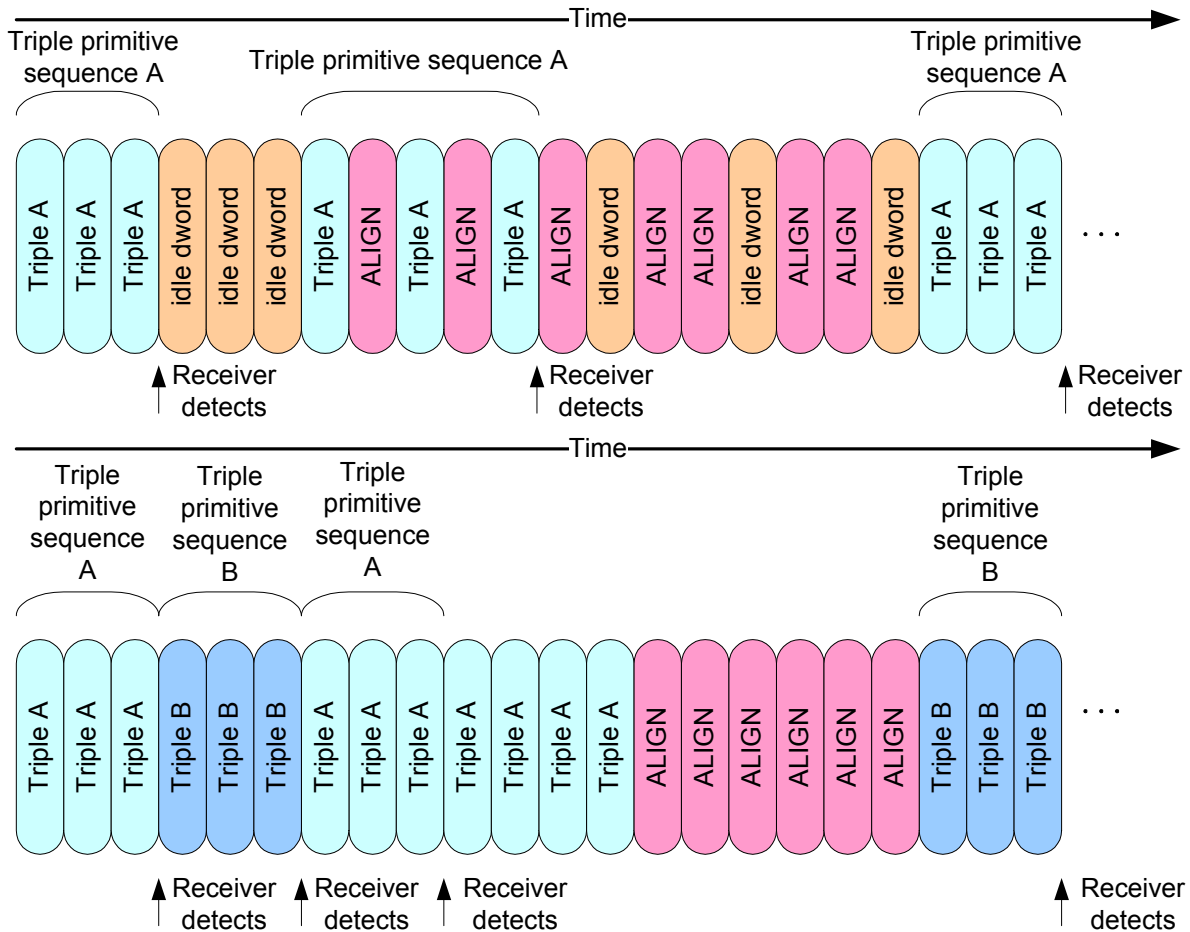 Time
Triple primitive
sequence A
Triple primitive sequence A
Triple primitive
sequence A
Triple A
Triple A
Triple A
idle dword
idle dword
idle dword
Triple A
ALIGN
Triple A
ALIGN
Triple A
ALIGN
idle dword
ALIGN
ALIGN
idle dword
ALIGN
ALIGN
idle dword
Triple A
Triple A
Triple A
. . .
Receiver
detects
Receiver
detects
Receiver
detects
Time
Triple
primitive
sequence
A
Triple
primitive
sequence
B
Triple
primitive
sequence
A
Triple
primitive
sequence
B
Triple A
Triple A
Triple A
Triple B
Triple B
Triple B
Triple A
Triple A
Triple A
Triple A
Triple A
Triple A
Triple A
ALIGN
ALIGN
ALIGN
ALIGN
ALIGN
ALIGN
Triple B
Triple B
Triple B
. . .
Receiver
detects
Receiver
detects
Receiver
detects
Receiver
detects